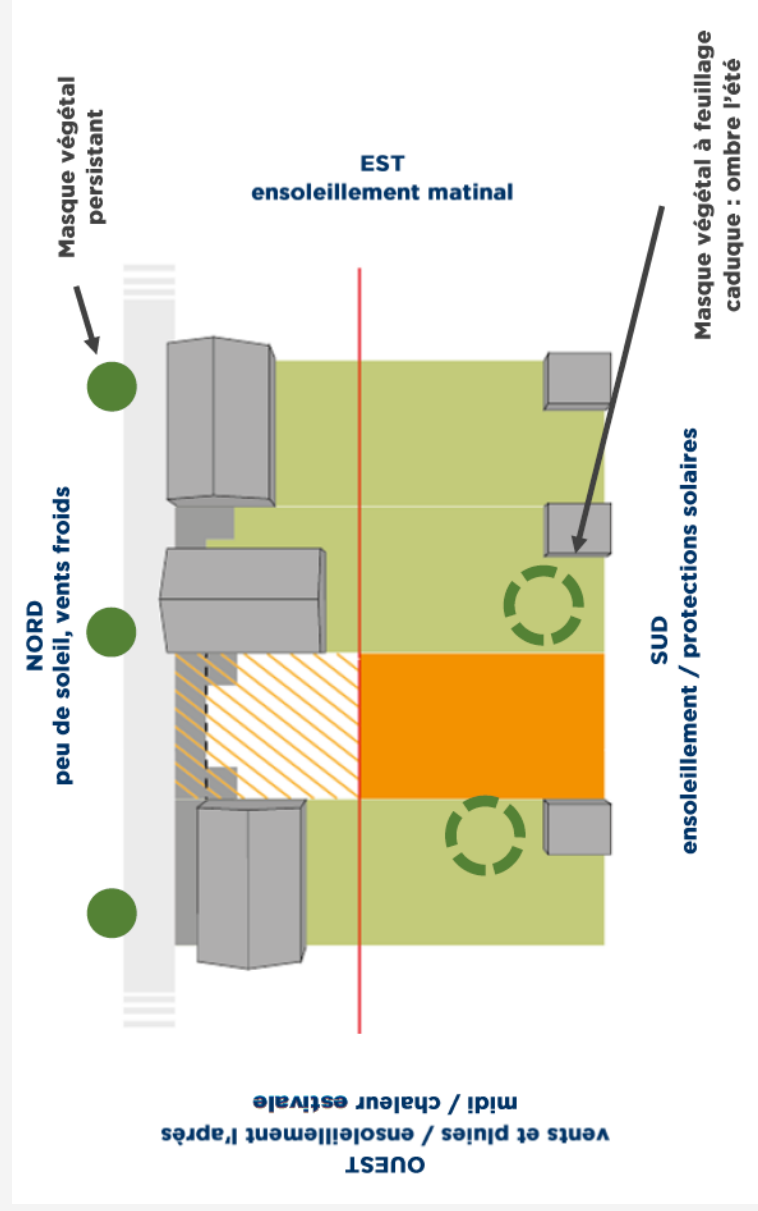 Masque végétal
persistant
EST
ensoleillement matinal
Masque végétal à feuillage
caduque : ombre l'été
NORD
peu de soleil, vents froids
SUD
ensoleillement / protections solaires
OUEST
vents et pluies / ensoleillement l'après
midi / chaleur estivale